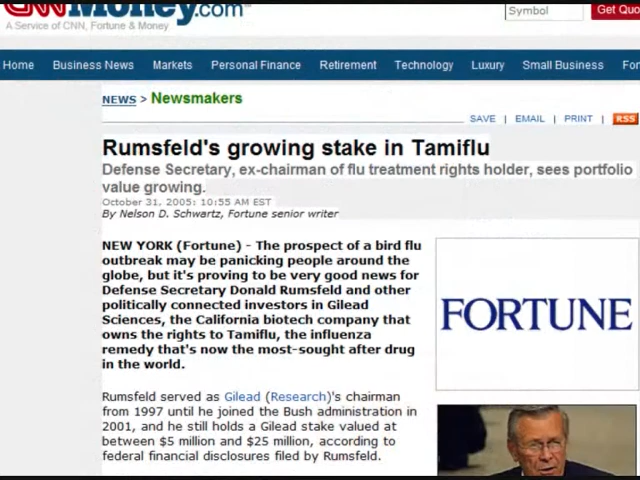 CNNMoney.com
A Service of CNN, Fortune & Money
Symbol
Get Quo
Home Business News Markets Personal Finance Retirement Technology Luxury Small Business For
NEWS > Newsmakers
SAVE | EMAIL | PRINT | RSS
Rumsfeld's growing stake in Tamiflu
Defense Secretary, ex-chairman of flu treatment rights holder, sees portfolio
value growing.
October 31, 2005: 10:55 AM EST
By Nelson D. Schwartz, Fortune senior writer
NEW YORK (Fortune) - The prospect of a bird flu
outbreak may be panicking people around the
globe, but it's proving to be very good news for
Defense Secretary Donald Rumsfeld and other
politically connected investors in Gilead
Sciences, the California biotech company that
owns the rights to Tamiflu, the influenza
remedy that's now the most-sought after drug
in the world.
FORTUNE
Rumsfeld served as Gilead (Research)'s chairman
from 1997 until he joined the Bush administration in
2001, and he still holds a Gilead stake valued at
between $5 million and $25 million, according to
federal financial disclosures filed by Rumsfeld.